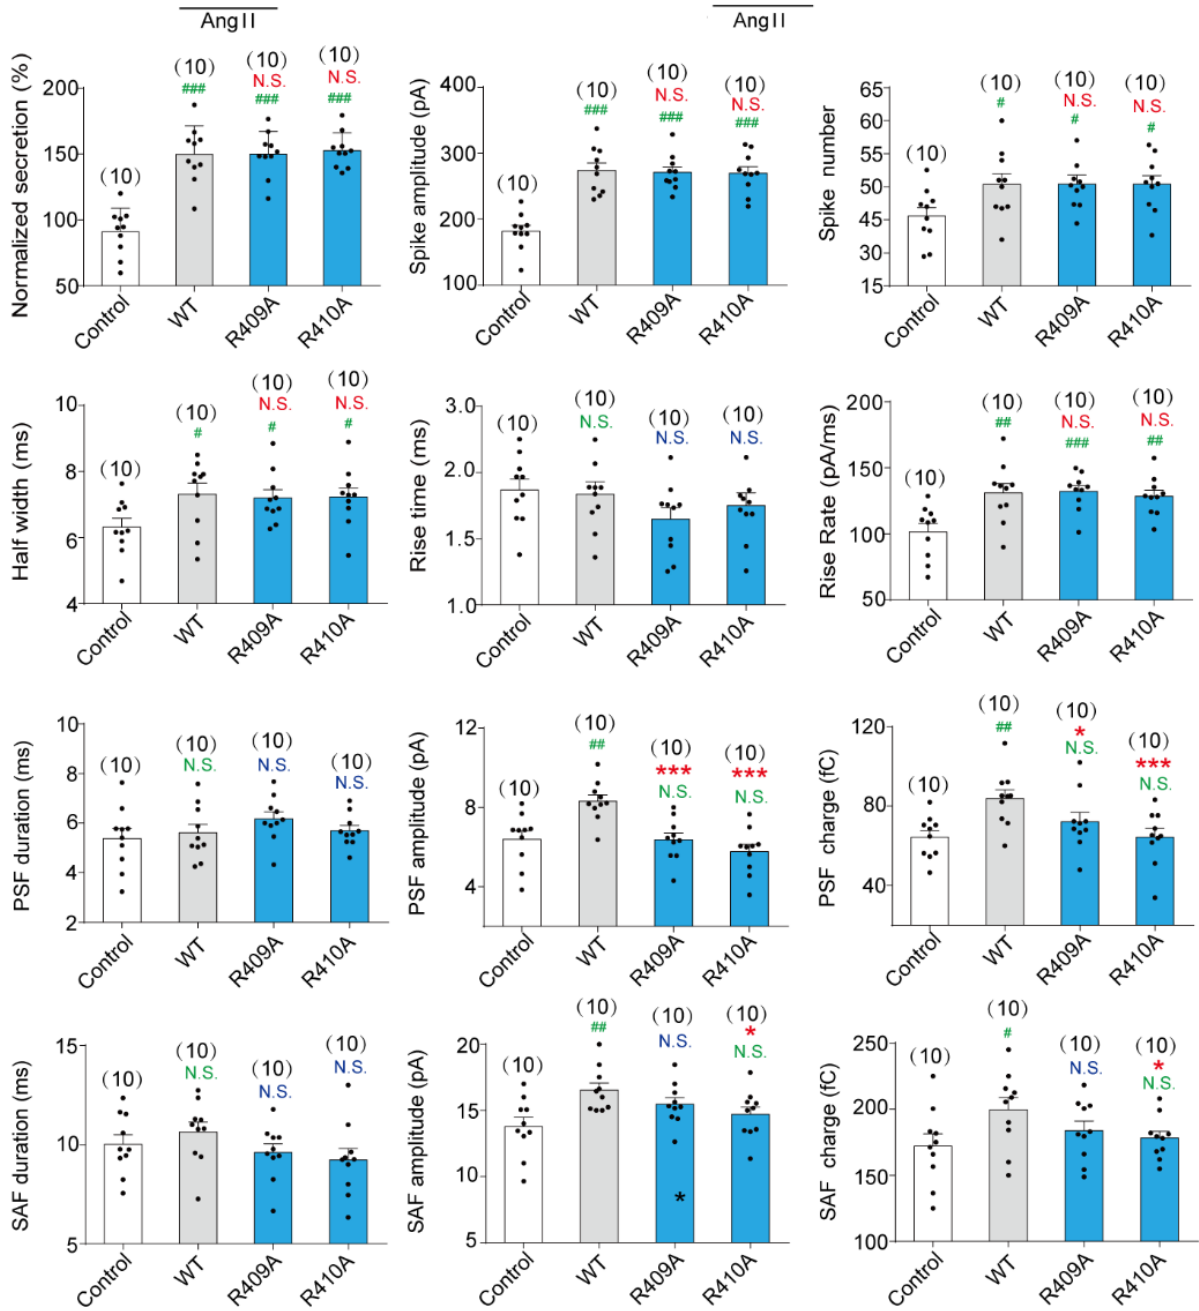 AngII
AngII
Normalized secretion (%)
200
150
100
50
(10)
(10)
###
(10)
N.S.
###
(10)
N.S.
###
Control
WT
R409A
R410A
Spike amplitude (pA)
400
300
200
100
(10)
(10)
###
(10)
N.S.
###
(10)
N.S.
###
Control
WT
R409A
R410A
Spike number
65
60
55
50
45
30
15
(10)
(10)
#
(10)
N.S.
#
(10)
N.S.
#
Control
WT
R409A
R410A
Half width (ms)
10
8
6
4
(10)
(10)
#
(10)
N.S.
#
(10)
N.S.
#
Control
WT
R409A
R410A
Rise time (ms)
3.0
2.0
1.5
1.0
(10)
(10)
N.S.
(10)
N.S.
(10)
N.S.
Control
WT
R409A
R410A
Rise Rate (pA/ms)
200
150
100
50
(10)
(10)
##
(10)
N.S.
###
(10)
N.S.
##
Control
WT
R409A
R410A
PSF duration (ms)
10
8
6
4
2
(10)
(10)
N.S.
(10)
N.S.
(10)
N.S.
Control
WT
R409A
R410A
PSF amplitude (pA)
12
8
4
(10)
(10)
##
(10)
***
N.S.
(10)
***
N.S.
Control
WT
R409A
R410A
PSF charge (fC)
120
80
40
(10)
(10)
##
(10)
*
N.S.
(10)
***
N.S.
Control
WT
R409A
R410A
SAF duration (ms)
15
10
5
(10)
(10)
N.S.
(10)
N.S.
(10)
N.S.
Control
WT
R409A
R410A
SAF amplitude (pA)
20
15
10
5
(10)
(10)
##
(10)
N.S.
*
(10)
*
N.S.
Control
WT
R409A
R410A
SAF charge (fC)
250
200
150
100
(10)
(10)
#
(10)
N.S.
(10)
*
N.S.
Control
WT
R409A
R410A